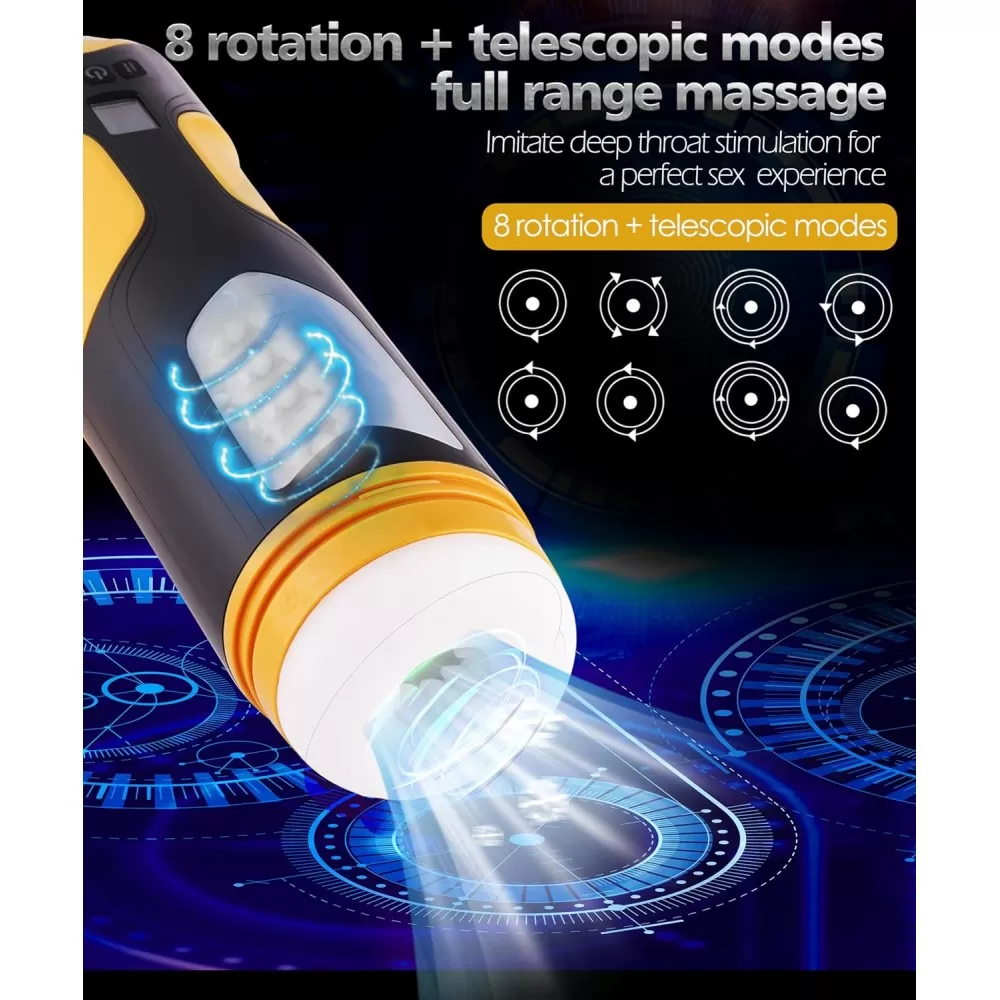 8 rotation + telescopic modes
full range massage
Imitate deep throat stimulation for
a perfect sex experience
8 rotation + telescopic modes